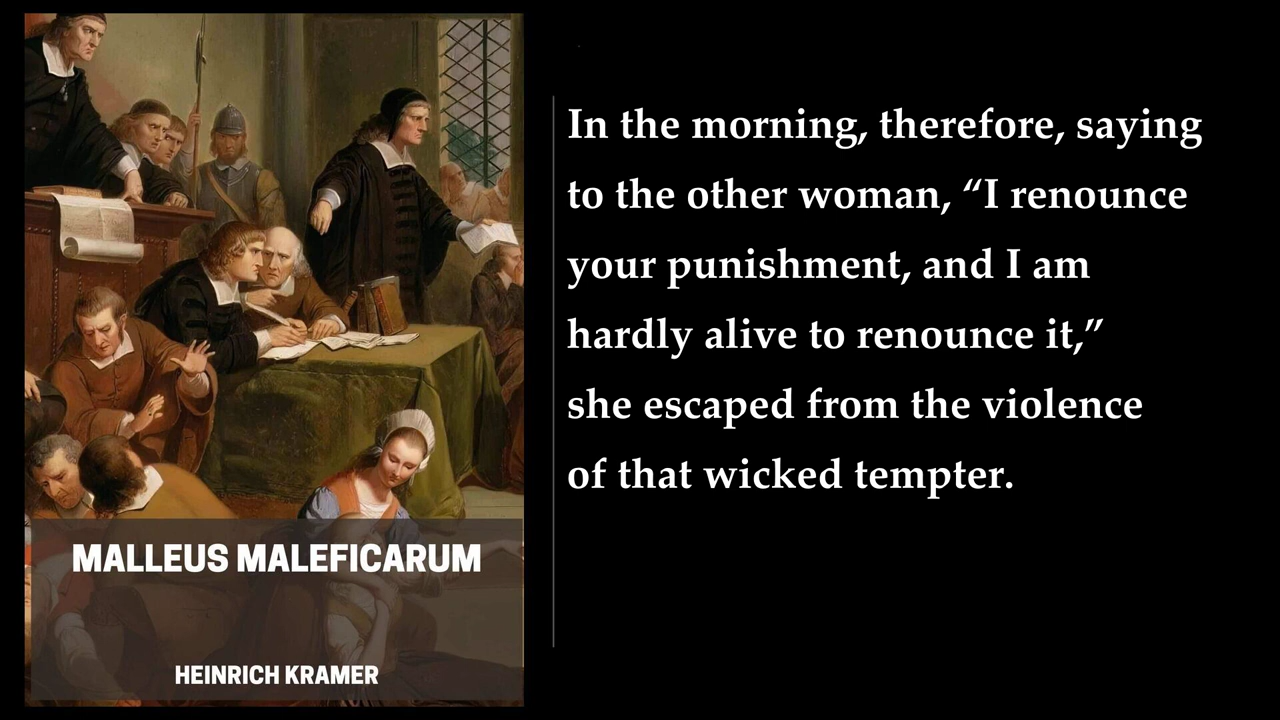 In the morning, therefore, saying
to the other woman, “I renounce
your punishment, and I am
hardly alive to renounce it,”
she escaped from the violence
of that wicked tempter.
MALLEUS MALEFICARUM
HEINRICH KRAMER